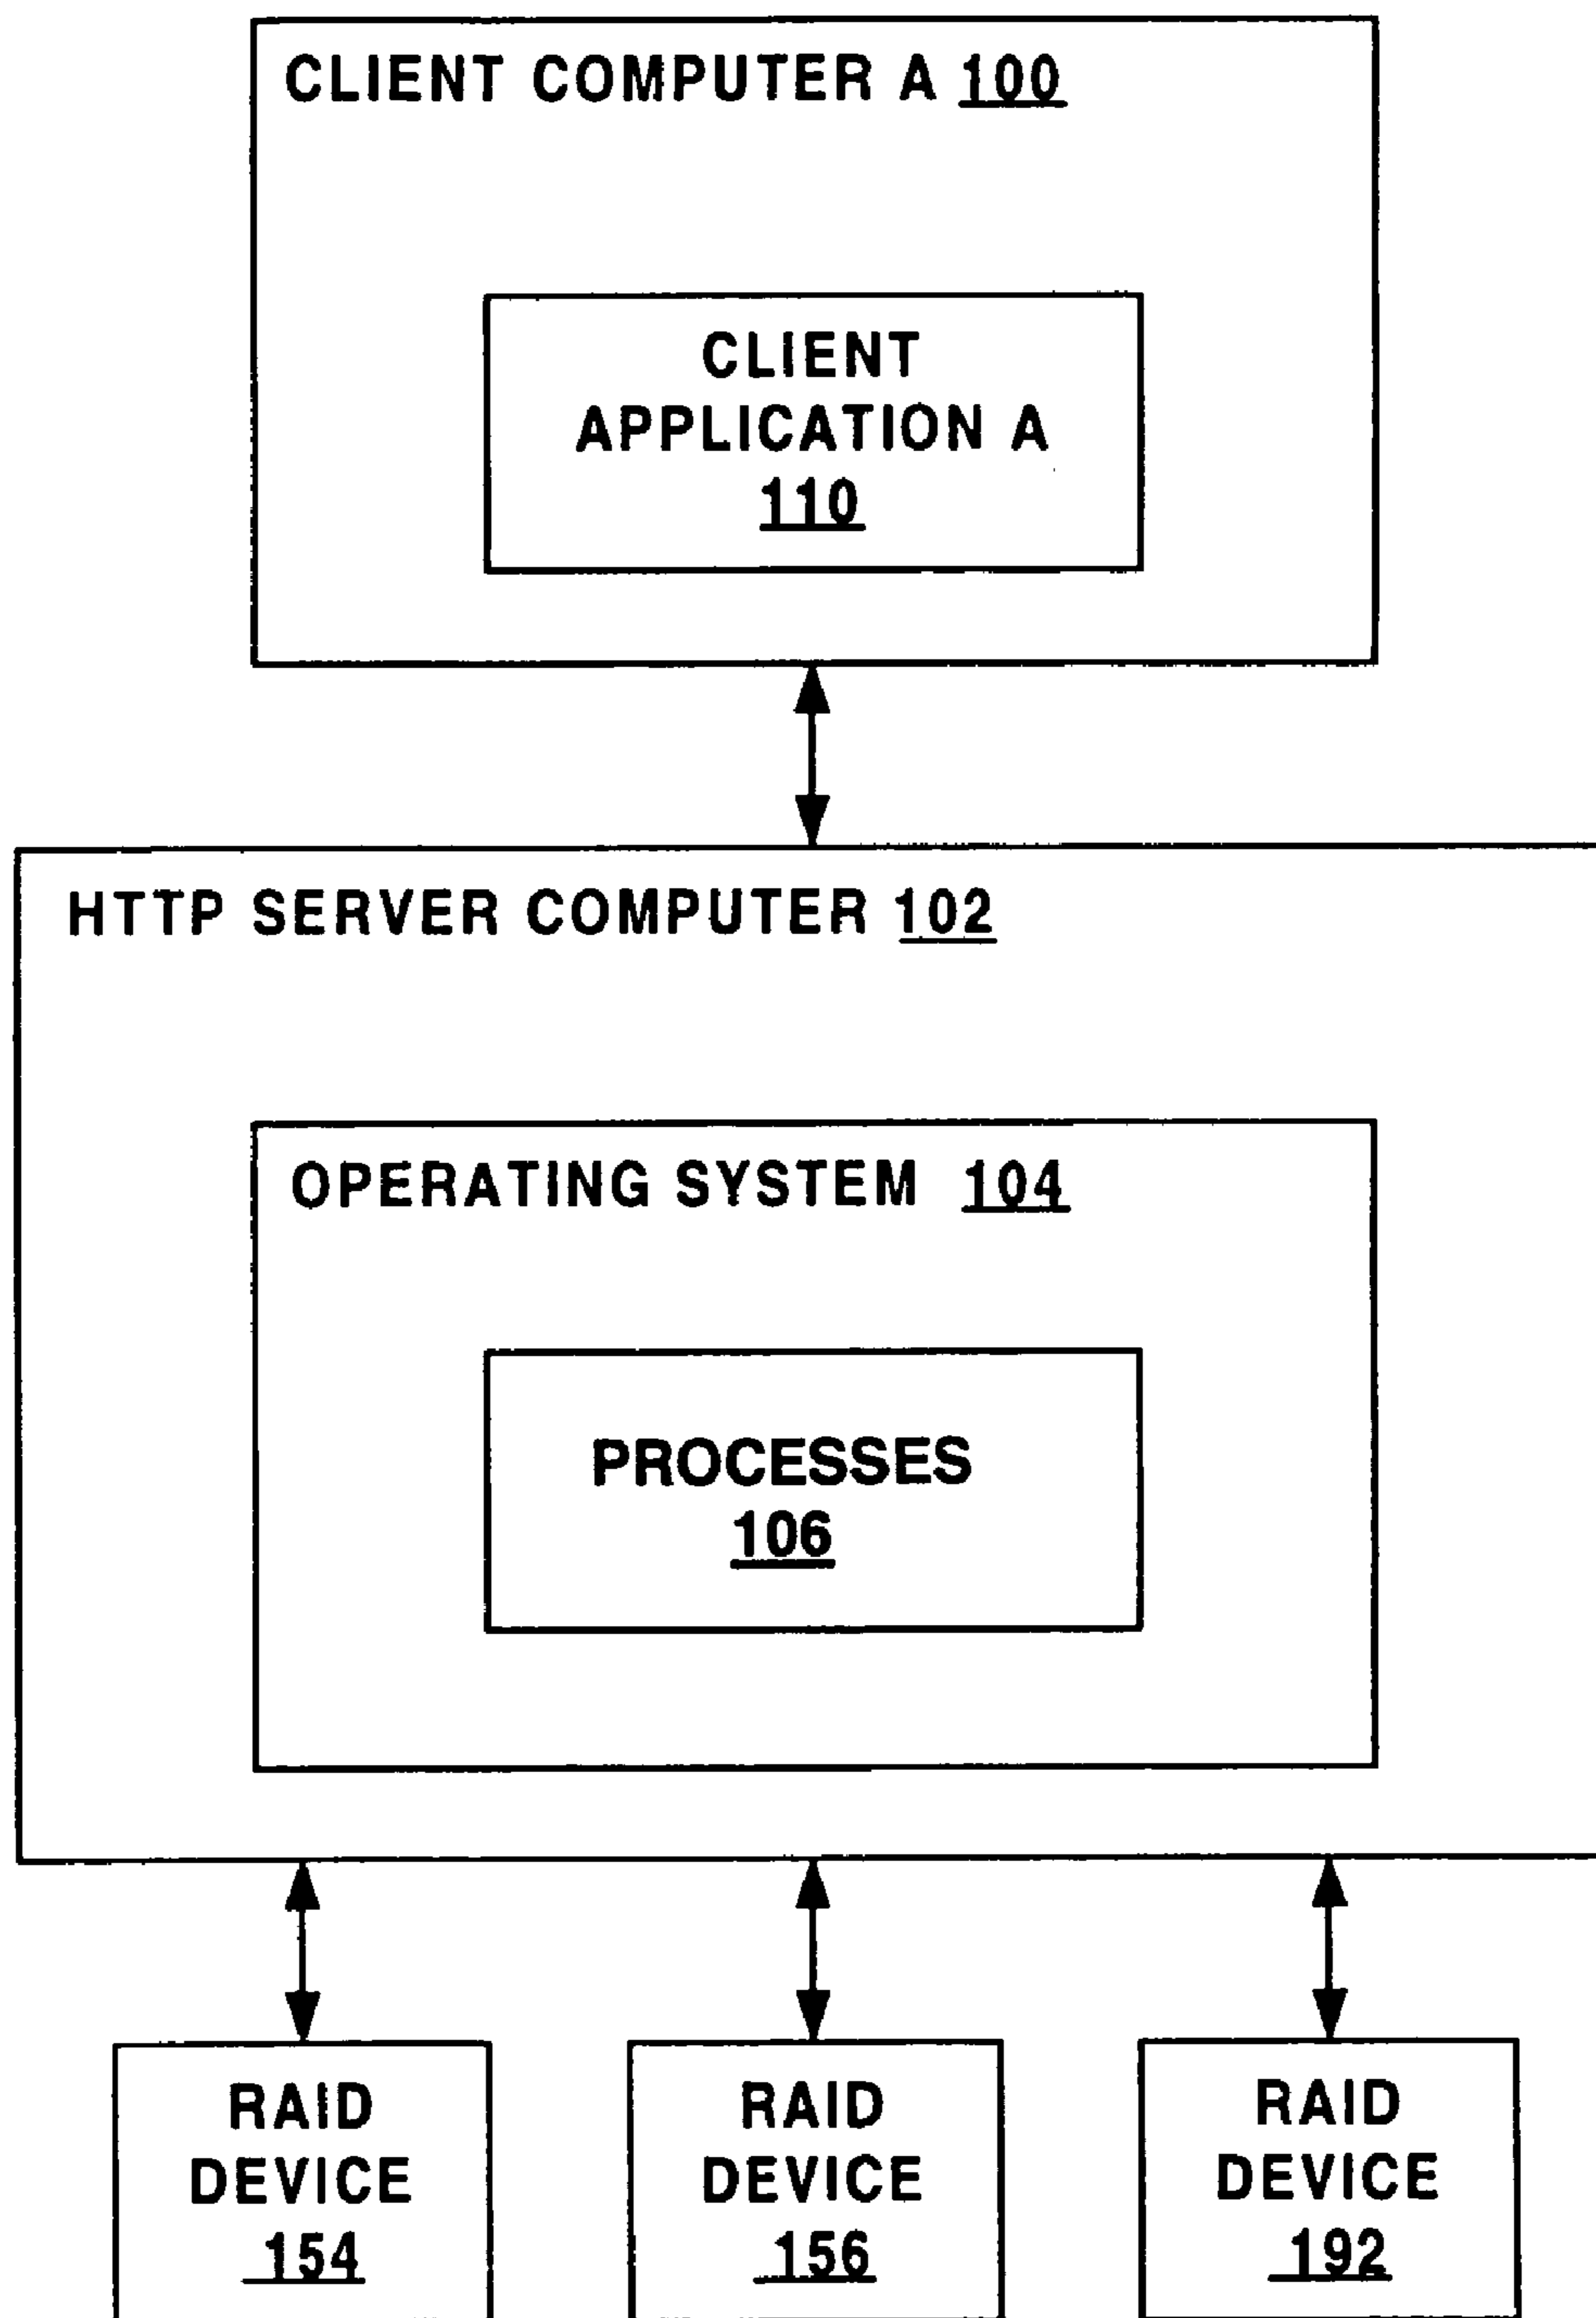 CLIENT COMPUTER A 100
CLIENT
APPLICATION A
110
HTTP SERVER COMPUTER 102
OPERATING SYSTEM 104
PROCESSES
106
RAID
DEVICE
154
RAID
DEVICE
156
RAID
DEVICE
192